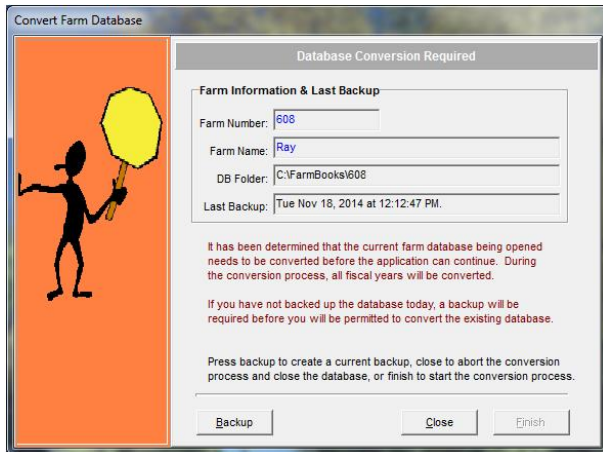 Convert Farm Database
Database Conversion Required
Farm Information & Last Backup
Farm Number: 608
Farm Name: Ray
DB Folder: C:\FarmBooks\608
Last Backup: Tue Nov 18, 2014 at 12:12:47 PM.
It has been determined that the current farm database being opened
needs to be converted before the application can continue. During
the conversion process, all fiscal years will be converted.
If you have not backed up the database today, a backup will be
required before you will be permitted to convert the existing database.
Press backup to create a current backup, close to abort the conversion
process and close the database, or finish to start the conversion process.
Backup Close Finish